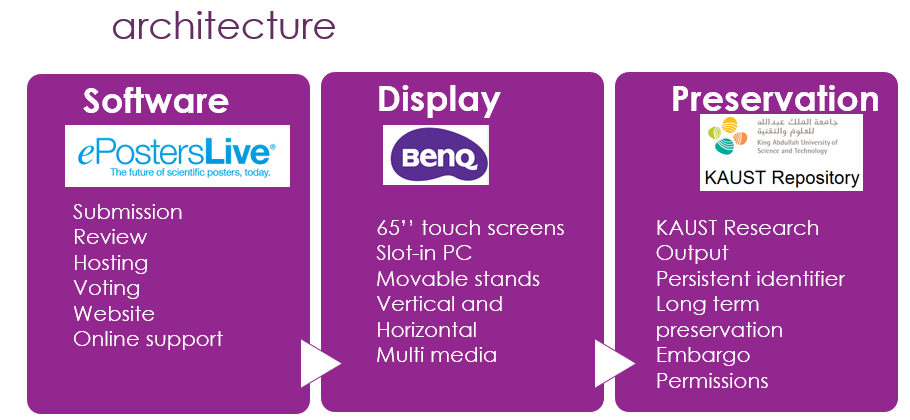 architecture
Software
ePostersLive®
The future of scientific posters, today.
Submission
Review
Hosting
Voting
Website
Online support
Display
BenQ
65’’ touch screens
Slot-in PC
Movable stands
Vertical and
Horizontal
Multi media
Preservation
جامعة الملك عبدالله
للعلوم والتقنية
King Abdullah University of
Science and Technology
KAUST Repository
KAUST Research
Output
Persistent identifier
Long term
preservation
Embargo
Permissions